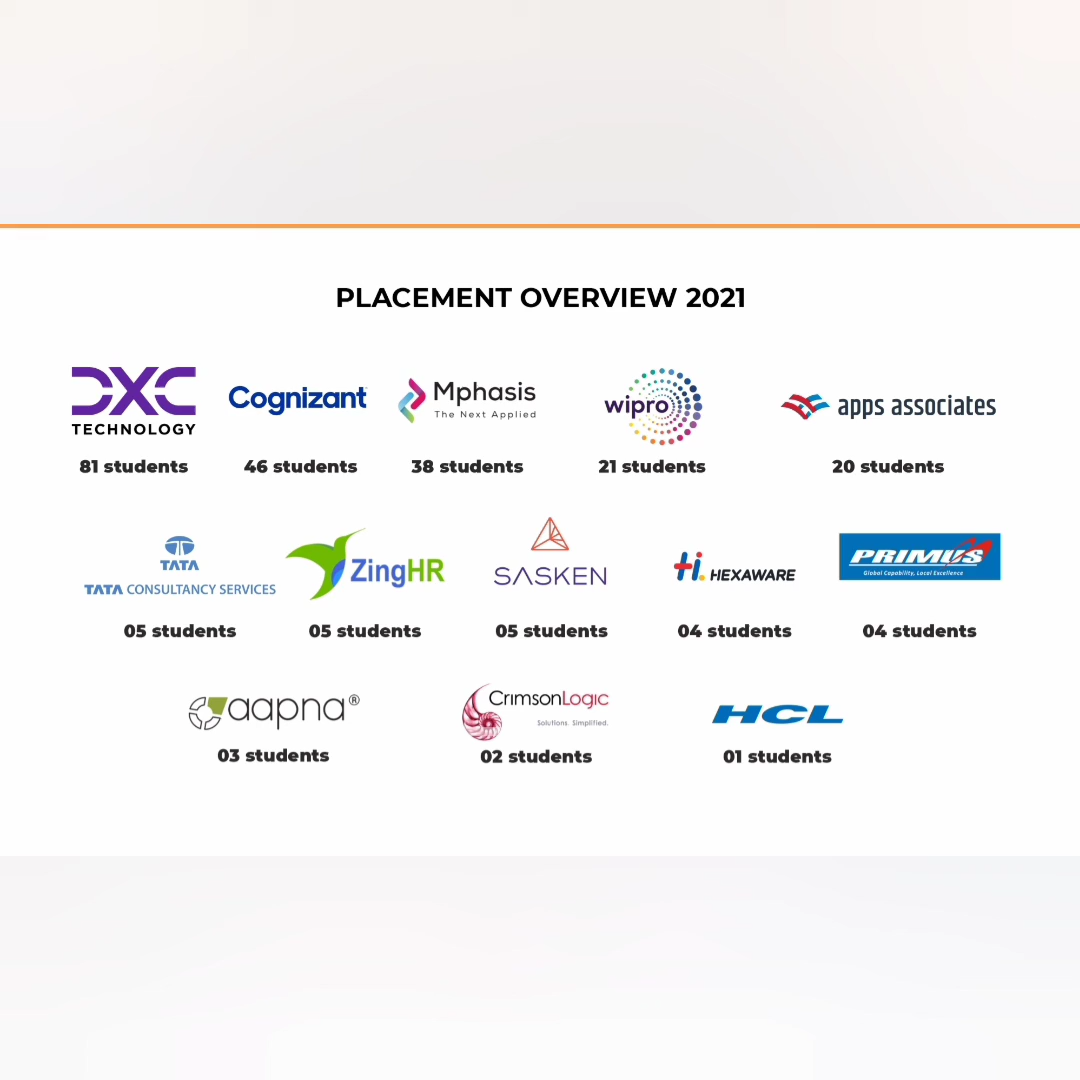 PLACEMENT OVERVIEW 2021
DXC
TECHNOLOGY
Cognizant
Mphasis
The Next Applied
wipro
apps associates
81 students
46 students
38 students
21 students
20 students
TATA
TATA CONSULTANCY SERVICES
ZingHR
SASKEN
Hi. HEXAWARE
PRIMUS
Global Capability, Local Excellence
05 students
05 students
05 students
04 students
04 students
aapna®
CrimsonLogic
Solutions. Simplified.
HCL
03 students
02 students
01 students